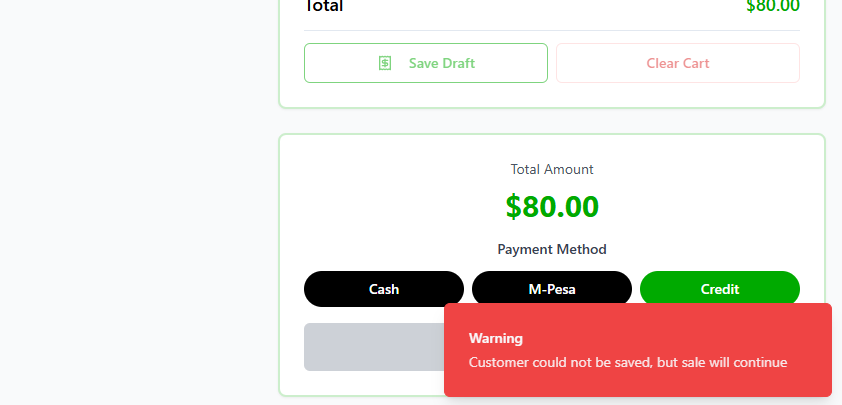 Total $80.00
Save Draft Clear Cart
Total Amount
$80.00
Payment Method
Cash M-Pesa Credit
Warning
Customer could not be saved, but sale will continue